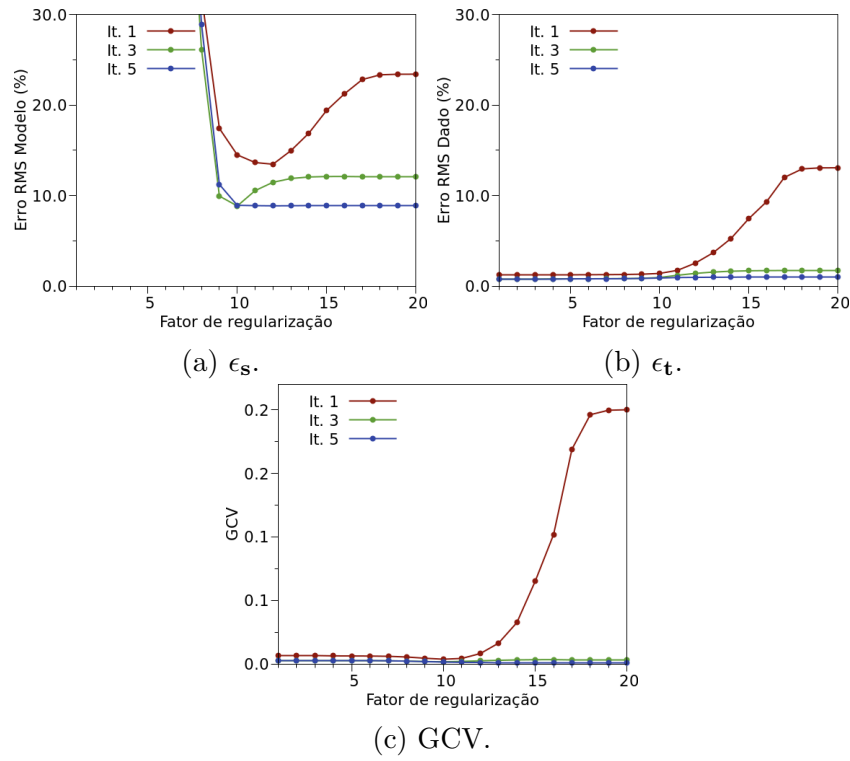 30.0
20.0
10.0
0.0
Erro RMS Modelo (%)
It. 1
It. 3
It. 5
5
10
15
20
Fator de regularização
(a) ϵs.
30.0
20.0
10.0
0.0
Erro RMS Dado (%)
It. 1
It. 3
It. 5
5
10
15
20
Fator de regularização
(b) ϵt.
0.2
0.2
0.1
0.1
0.0
GCV
It. 1
It. 3
It. 5
5
10
15
20
Fator de regularização
(c) GCV.